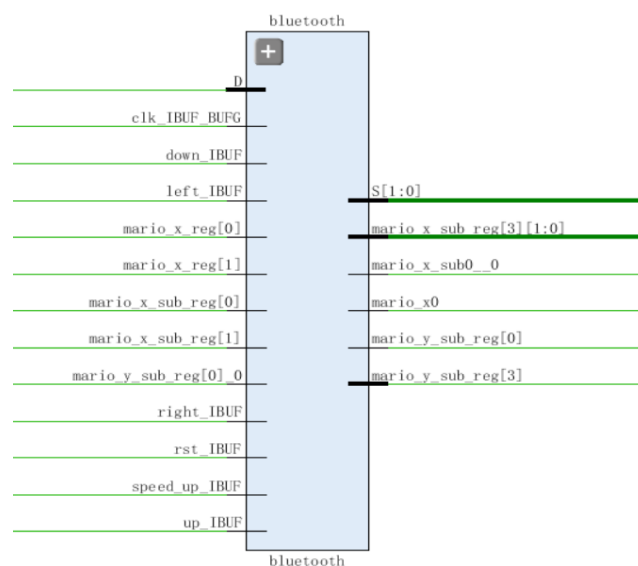 bluetooth
D
clk_IBUF_BUFG
down_IBUF
left_IBUF
mario_x_reg[0]
mario_x_reg[1]
mario_x_sub_reg[0]
mario_x_sub_reg[1]
mario_y_sub_reg[0]_0
right_IBUF
rst_IBUF
speed_up_IBUF
up_IBUF
S[1:0]
mario_x_sub_reg[3][1:0]
mario_x_sub0__0
mario_x0
mario_y_sub_reg[0]
mario_y_sub_reg[3]
bluetooth